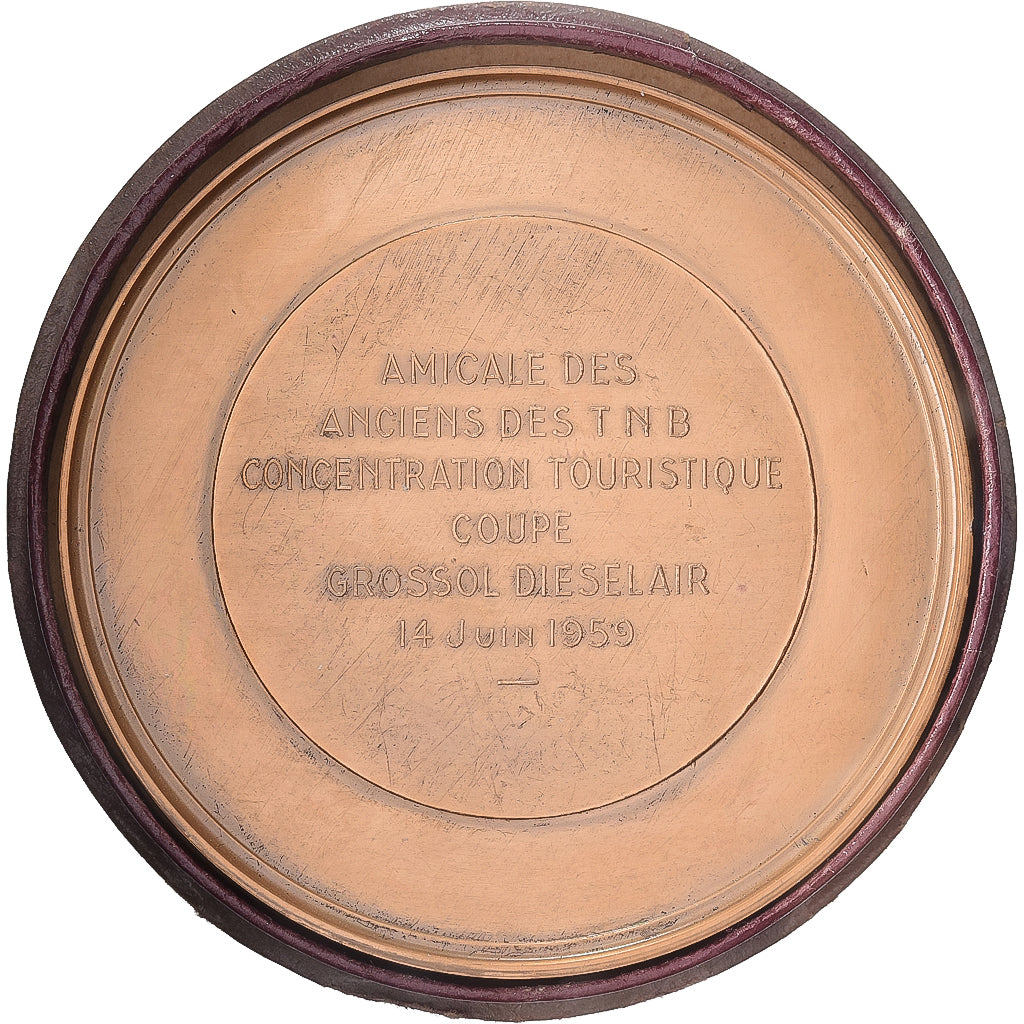 AMICALE DES
ANCIENS DES T N B
CONCENTRATION TOURISTIQUE
COUPE
GROSSOL DIESELAIR
14 JUIN 1959